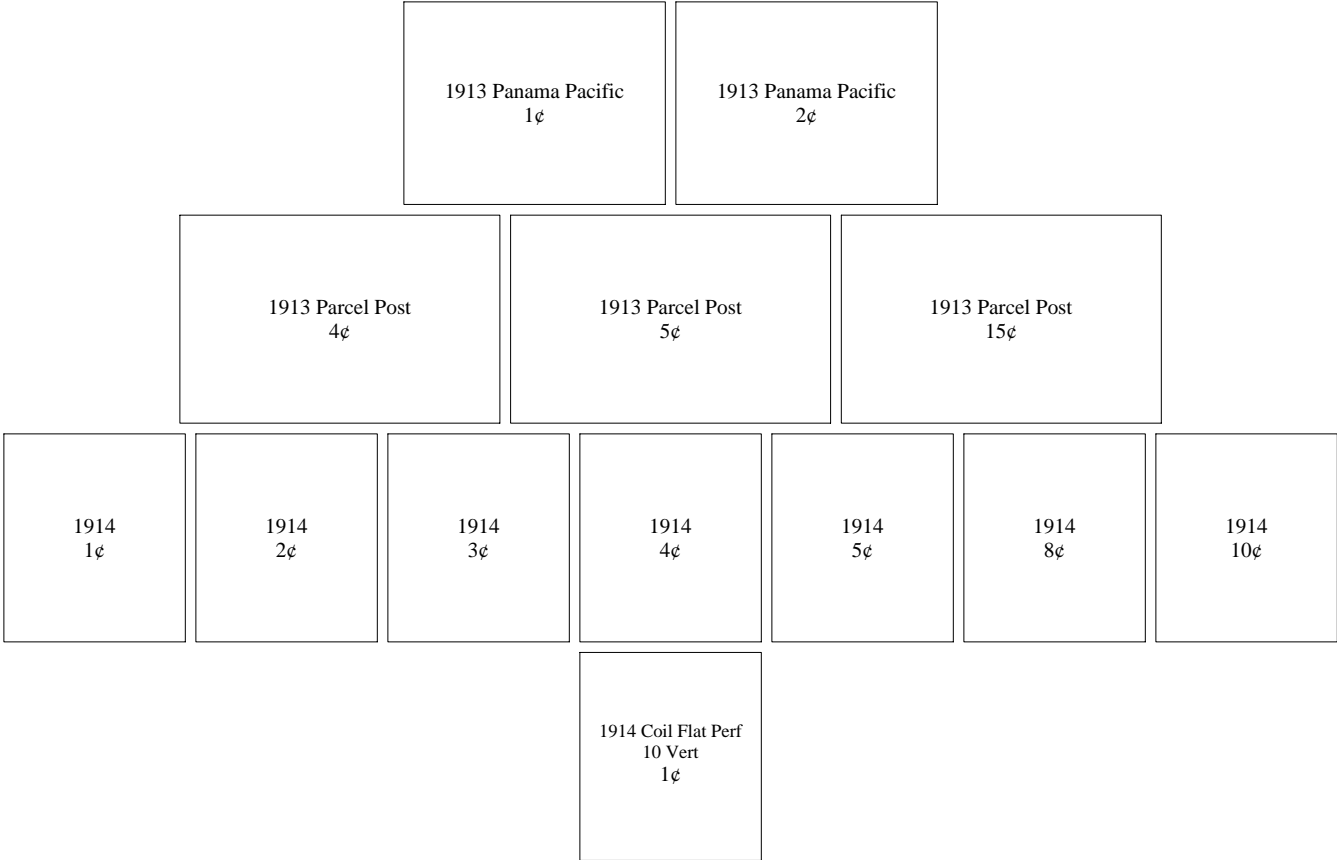 1913 Panama Pacific
1¢
1913 Panama Pacific
2¢
1913 Parcel Post
4¢
1913 Parcel Post
5¢
1913 Parcel Post
15¢
1914
1¢
1914
2¢
1914
3¢
1914
4¢
1914
5¢
1914
8¢
1914
10¢
1914 Coil Flat Perf
10 Vert
1¢